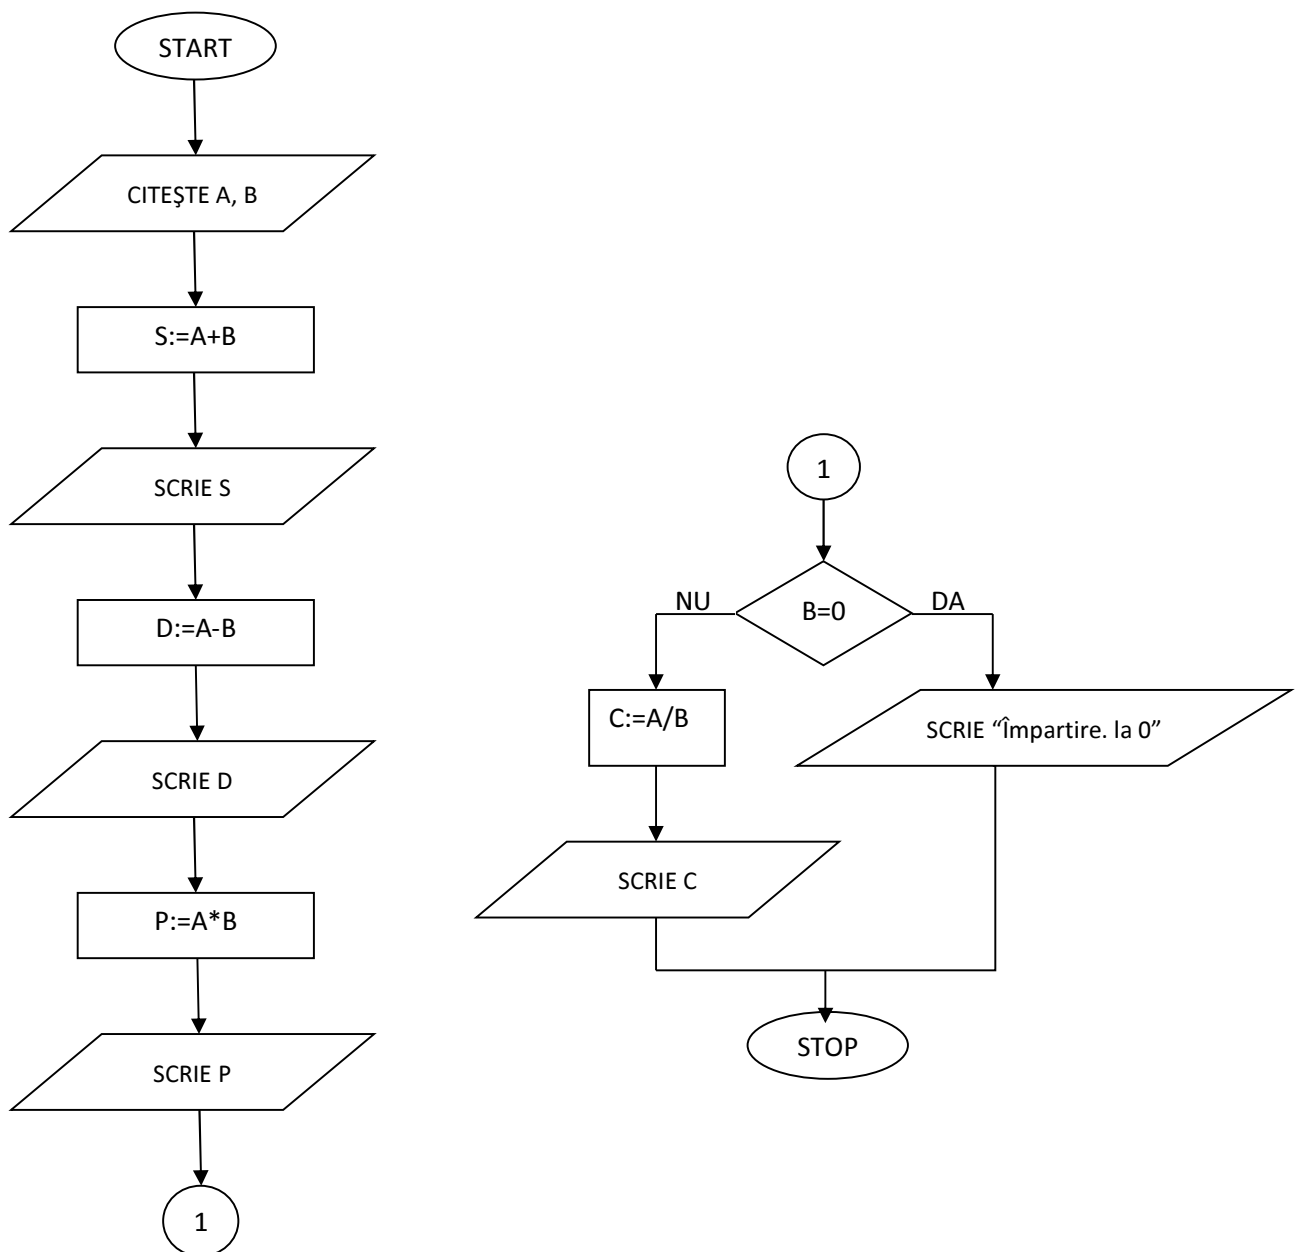 START
CITEŞTE A, B
S:=A+B
SCRIE S
D:=A-B
SCRIE D
P:=A*B
SCRIE P
1
1
B=0
NU
DA
C:=A/B
SCRIE “Împartire. la 0”
SCRIE C
STOP